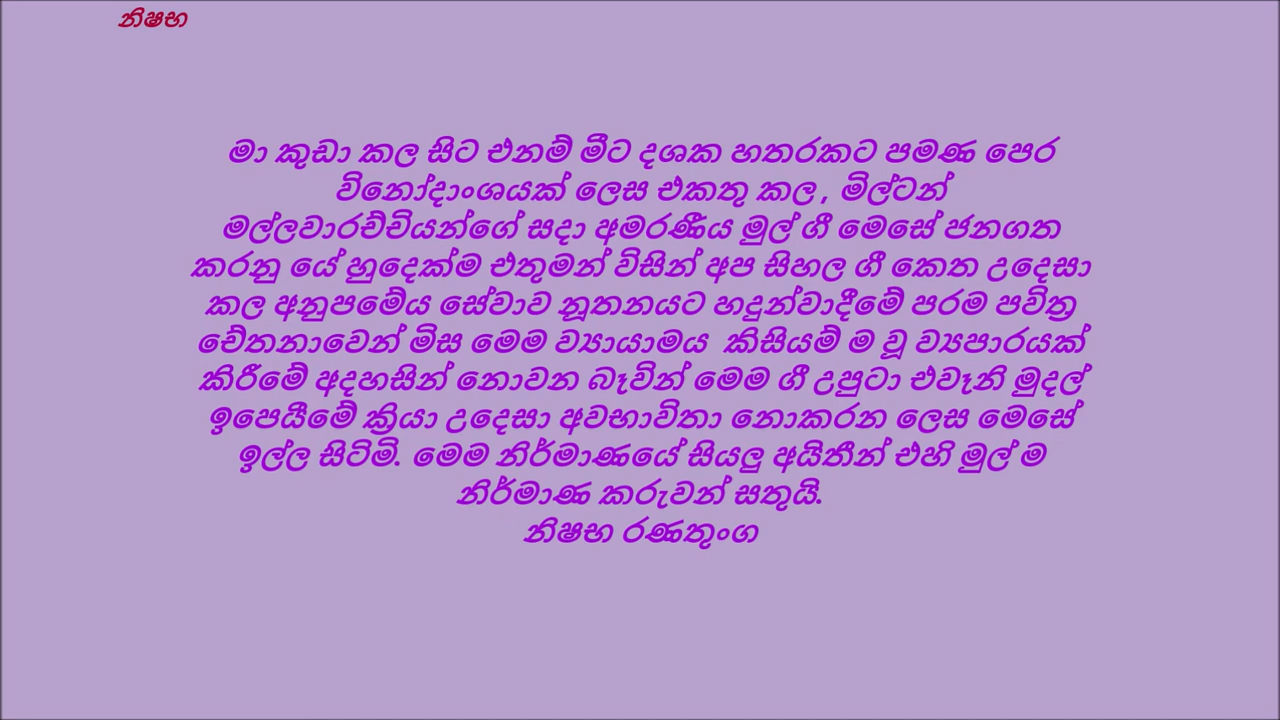 නිෂභ
මා කුඩා කල සිට එනම් මීට දශක හතරකට පමණ පෙර
විනෝදාංශයක් ලෙස එකතු කල , මිල්ටන්
මල්ලවාරච්චියන්ගේ සදා අමරණීය මුල් ගී මෙසේ ජනගත
කරනු යේ හුදෙක්ම එතුමන් විසින් අප සිහල ගී කෙත උදෙසා
කල අනුපමේය සේවාව නූතනයට හදුන්වාදීමේ පරම පවිත්‍ර
චේතනාවෙන් මිස මෙම ව්‍යායාමය කිසියම් ම වූ ව්‍යපාරයක්
කිරීමේ අදහසින් නොවන බෑවින් මෙම ගී උපුටා එවෑනි මුදල්
ඉපෙයීමේ ක්‍රියා උදෙසා අවභාවිතා නොකරන ලෙස මෙසේ
ඉල්ල සිටිමි. මෙම නිර්මාණයේ සියලු අයිතීන් එහි මුල් ම
නිර්මාණ කරුවන් සතුයි.
නිෂභ රණතුංග